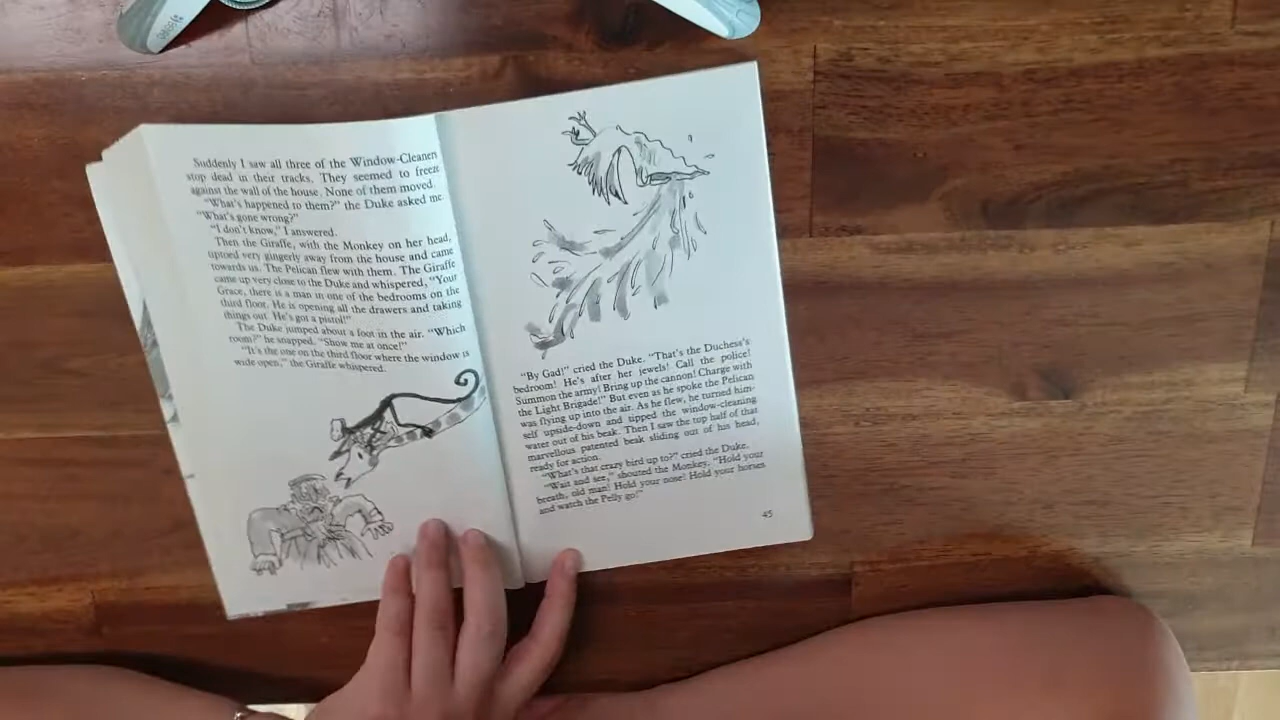 Suddenly I saw all three of the Window-Cleaners
stop dead in their tracks. They seemed to freeze
against the wall of the house. None of them moved.
"What's happened to them?" the Duke asked me.
"What's gone wrong?"
"I don't know," I answered.
Then the Giraffe, with the Monkey on her head,
tiptoed very gingerly away from the house and came
towards us. The Pelican flew with them. The Giraffe
came up very close to the Duke and whispered, "Your
Grace, there is a man in one of the bedrooms on the
third floor. He is opening all the drawers and taking
things out. He's got a pistol!"
The Duke jumped about a foot in the air. "Which
room?" he snapped. "Show me at once!"
"It's the one on the third floor where the window is
wide open," the Giraffe whispered.
"By Gad!" cried the Duke. "That's the Duchess's
bedroom! He's after her jewels! Call the police!
Summon the army! Bring up the cannon! Charge with
the Light Brigade!" But even as he spoke the Pelican
was flying up into the air. As he flew, he turned him-
self upside-down and tipped the window-cleaning
water out of his beak. Then I saw the top half of that
marvellous patented beak sliding out of his head,
ready for action.
"What's that crazy bird up to?" cried the Duke.
"Wait and see," shouted the Monkey. "Hold your
breath, old man! Hold your nose! Hold your horses
and watch the Pelly go!"
45